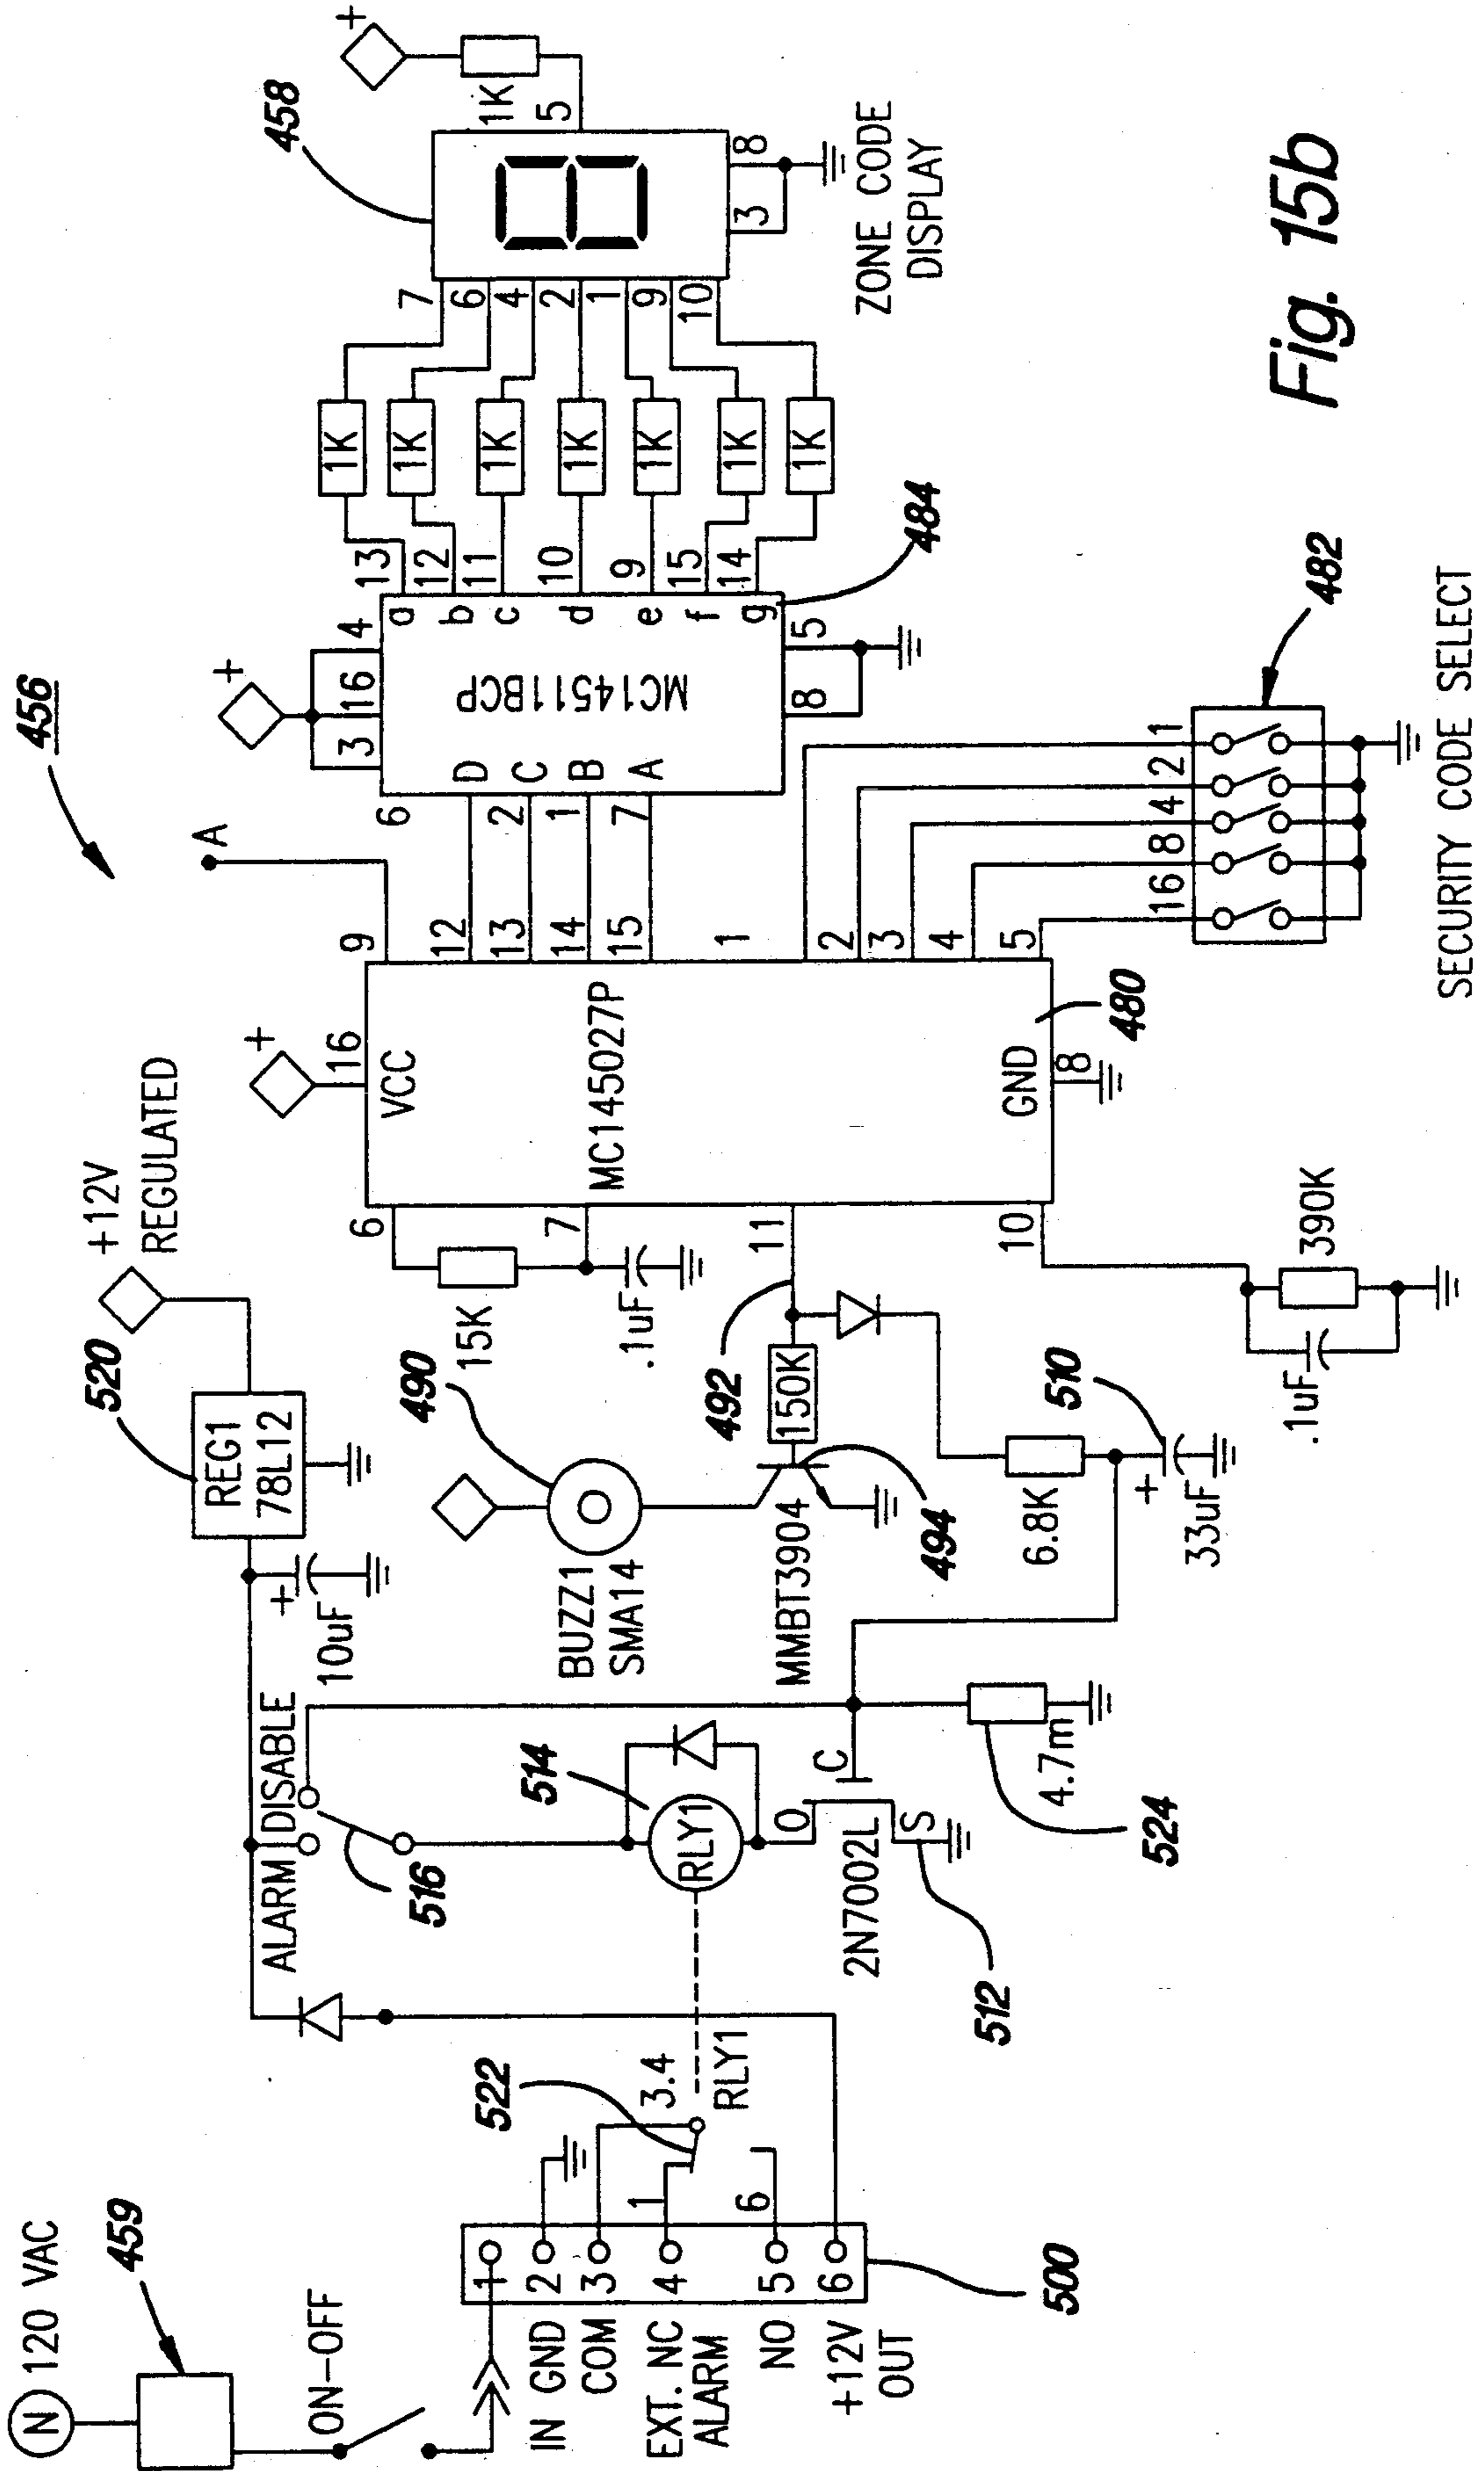 N 120 VAC
459
ON-OFF
1
2
3
4
5
6
IN GND
COM
EXT. NC
ALARM
NO
+12V
OUT
500
522
3.4
1
6
RLY1
ALARM
DISABLE
516
514
RLY1
O
C
S
2N7002L
512
4.7m
524
+
10uF
REG1
78L12
520
+12V
REGULATED
BUZZ1
SMA14
490
MMBT3904
494
150K
492
6.8K
510
+
33uF
15K
.1uF
6
7
11
10
.1uF
390K
456
+
16
VCC
MC145027P
GND
8
480
9
A
12
13
14
15
1
2
3
4
5
6
2
1
7
D
C
B
A
+
3
16
4
MC14511BCP
8
5
484
a
b
c
d
e
f
g
13
12
11
10
9
15
14
1K
1K
1K
1K
1K
1K
1K
7
6
4
2
1
9
10
458
5
1K
+
3
8
ZONE CODE
DISPLAY
16
8
4
2
1
482
SECURITY CODE SELECT
Fig. 15b